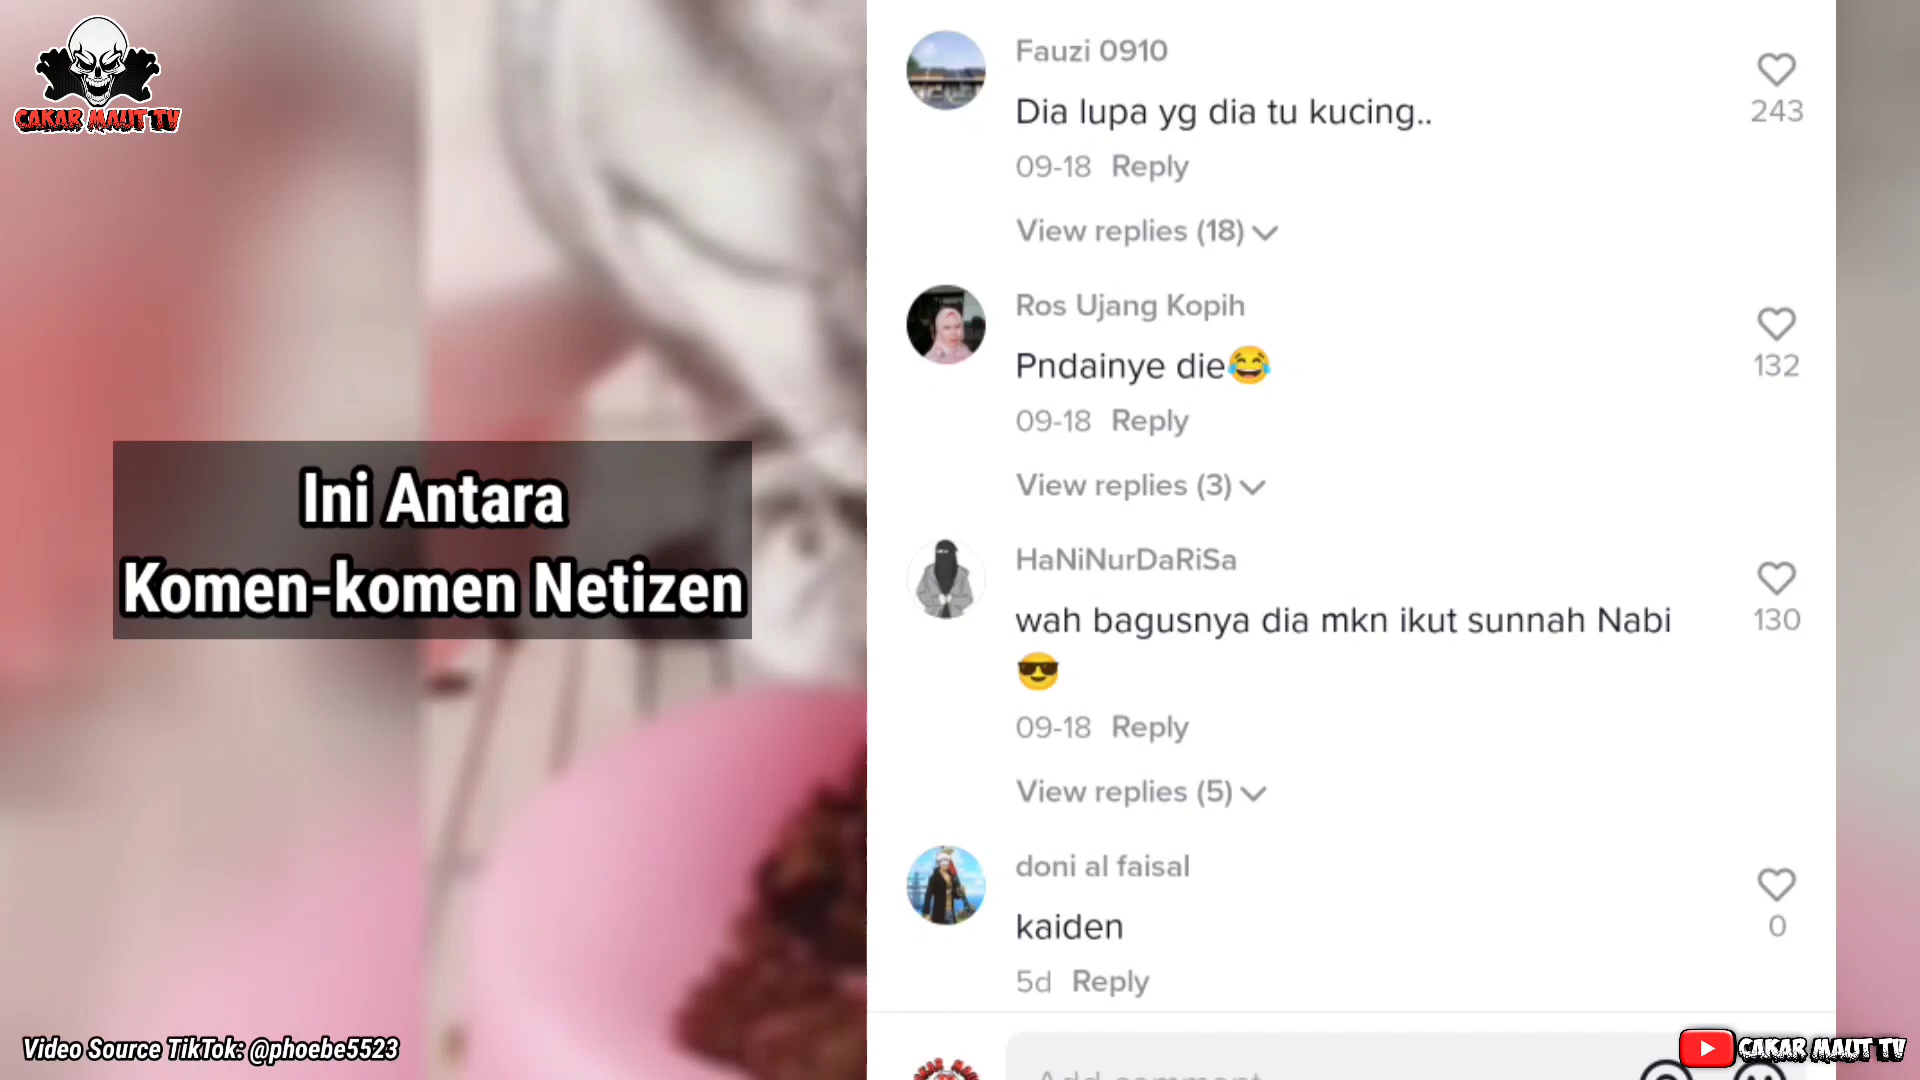 CAKAR MAUT TV
Ini Antara
Komen-komen Netizen
Video Source TikTok: @phoebe5523
Fauzi 0910
Dia lupa yg dia tu kucing..
243
09-18 Reply
View replies (18)
Ros Ujang Kopih
Pndainye die😂
132
09-18 Reply
View replies (3)
HaNiNurDaRiSa
wah bagusnya dia mkn ikut sunnah Nabi
😎
130
09-18 Reply
View replies (5)
doni al faisal
kaiden
0
5d Reply
Add comment
CAKAR MAUT TV